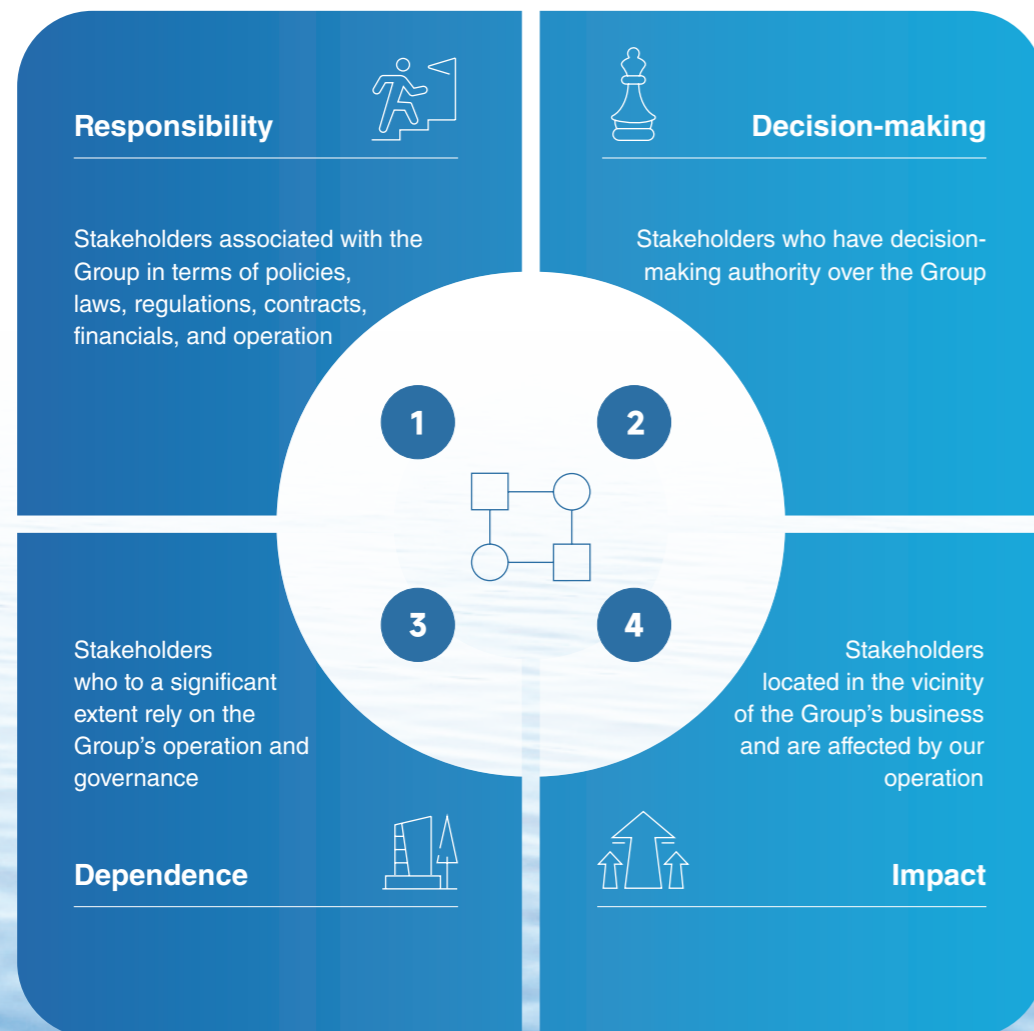 Responsibility
Stakeholders associated with the
Group in terms of policies,
laws, regulations, contracts,
financials, and operation
Decision-making
Stakeholders who have decision-
making authority over the Group
1
2
3
4
Stakeholders
who to a significant
extent rely on the
Group's operation and
governance
Dependence
Stakeholders
located in the vicinity
of the Group's business
and are affected by our
operation
Impact